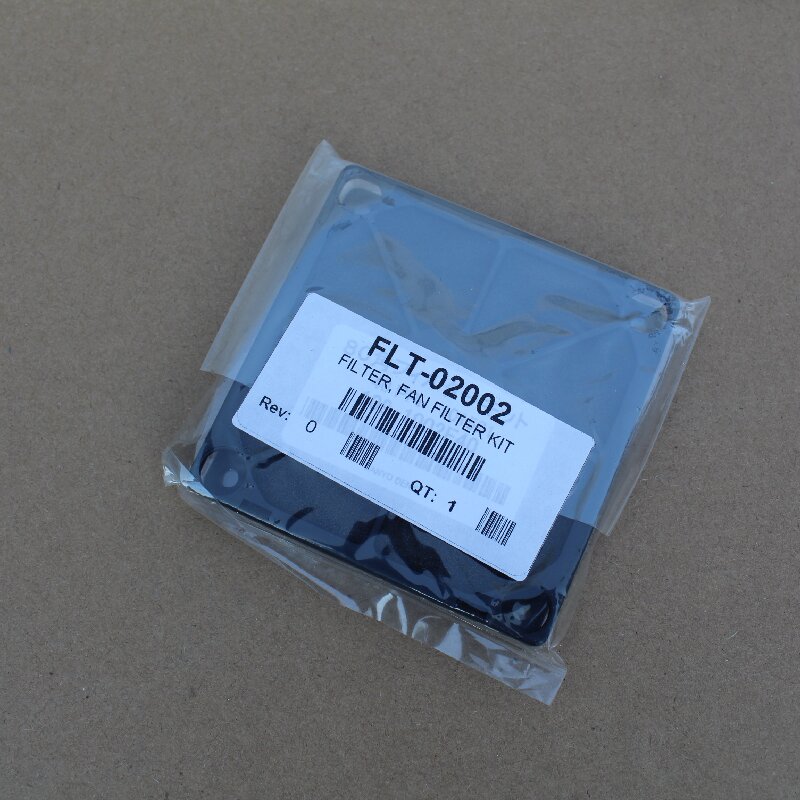 FLT-02002
FILTER, FAN FILTER KIT
Rev: 0
QT: 1